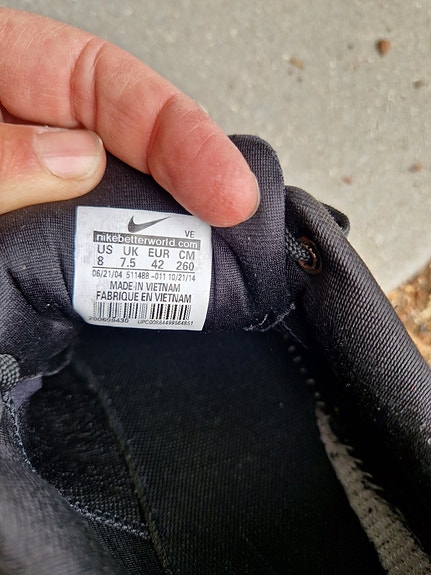 VE
nikebetterworld.com
US UK EUR CM
8 7.5 42 260
06/21/04 511488 -011 10/21/14
MADE IN VIETNAM
FABRIQUE EN VIETNAM